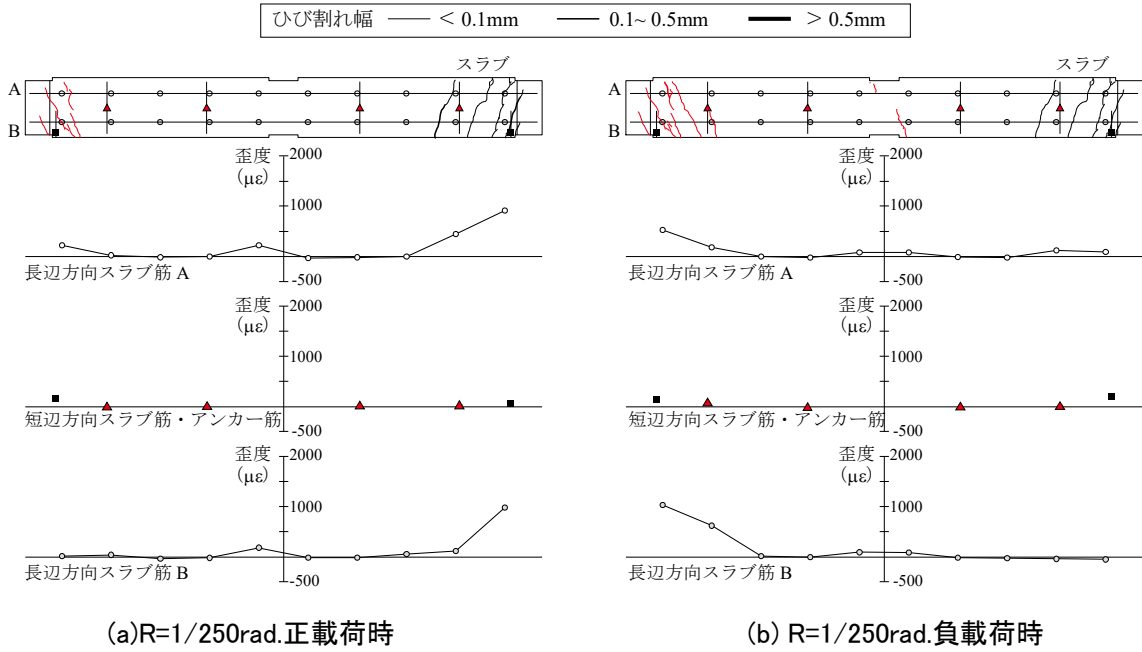 ひび割れ幅 < 0.1mm 0.1~ 0.5mm > 0.5mm
スラブ
A
B
歪度
(με)
2000
1000
-500
長辺方向スラブ筋 A
歪度
(με)
2000
1000
-500
短辺方向スラブ筋・アンカー筋
歪度
(με)
2000
1000
-500
長辺方向スラブ筋 B
(a)R=1/250rad.正載荷時
スラブ
A
B
歪度
(με)
2000
1000
-500
長辺方向スラブ筋 A
歪度
(με)
2000
1000
-500
短辺方向スラブ筋・アンカー筋
歪度
(με)
2000
1000
-500
長辺方向スラブ筋 B
(b) R=1/250rad.負載荷時